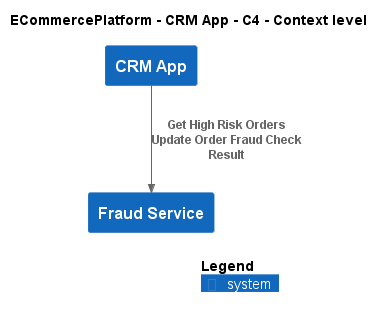 ECommercePlatform - CRM App - C4 - Context level
CRM App
Get High Risk Orders
Update Order Fraud Check
Result
Fraud Service
Legend
system